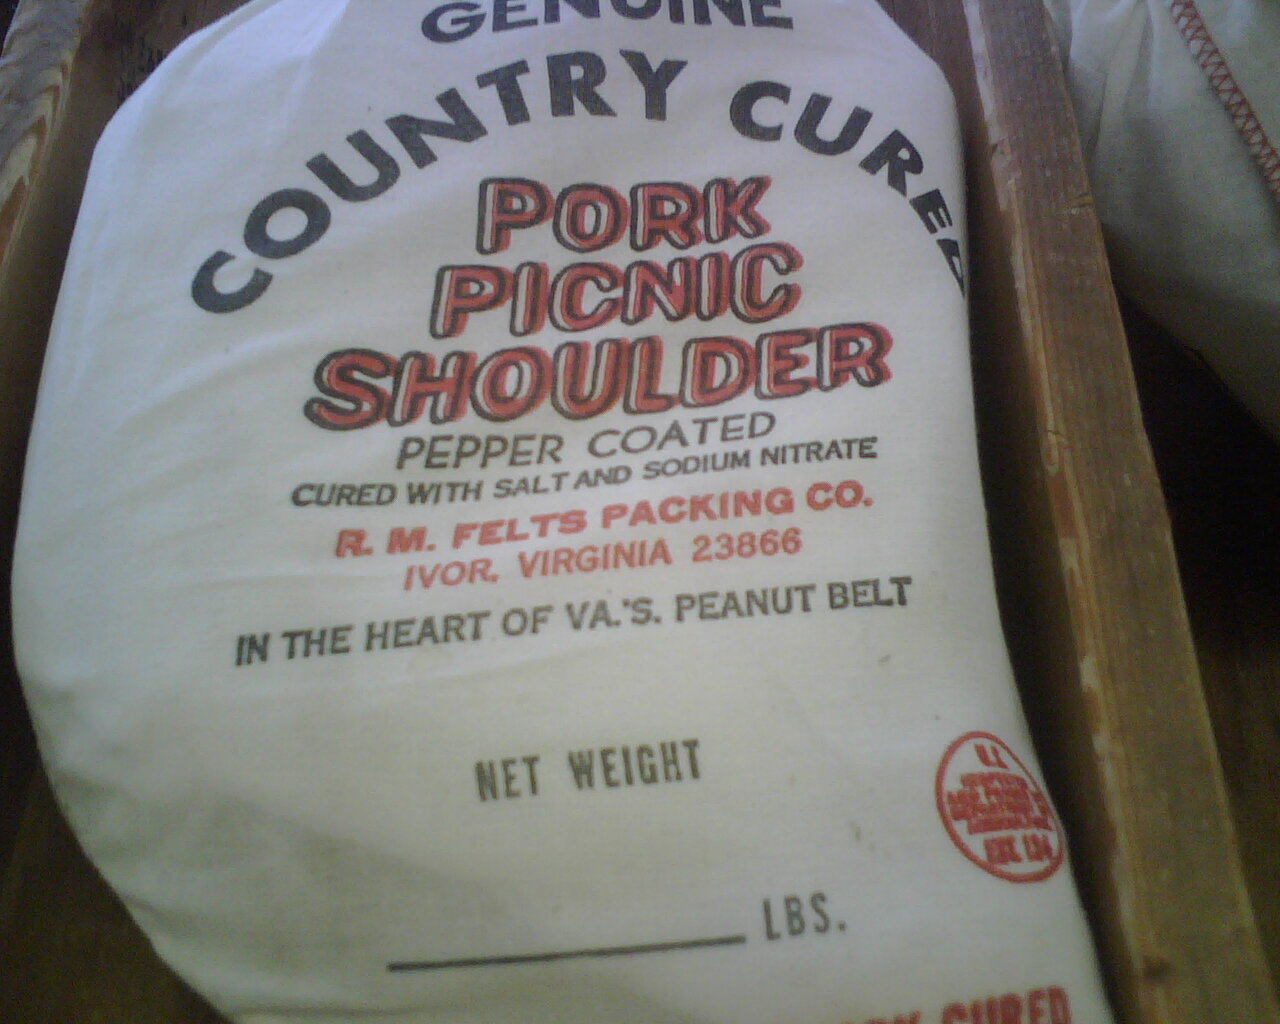 GENUINE
COUNTRY CURED
PORK
PICNIC
SHOULDER
PEPPER COATED
CURED WITH SALT AND SODIUM NITRATE
R. M. FELTS PACKING CO.
IVOR, VIRGINIA 23866
IN THE HEART OF VA.'S. PEANUT BELT
NET WEIGHT
LBS.
CURED